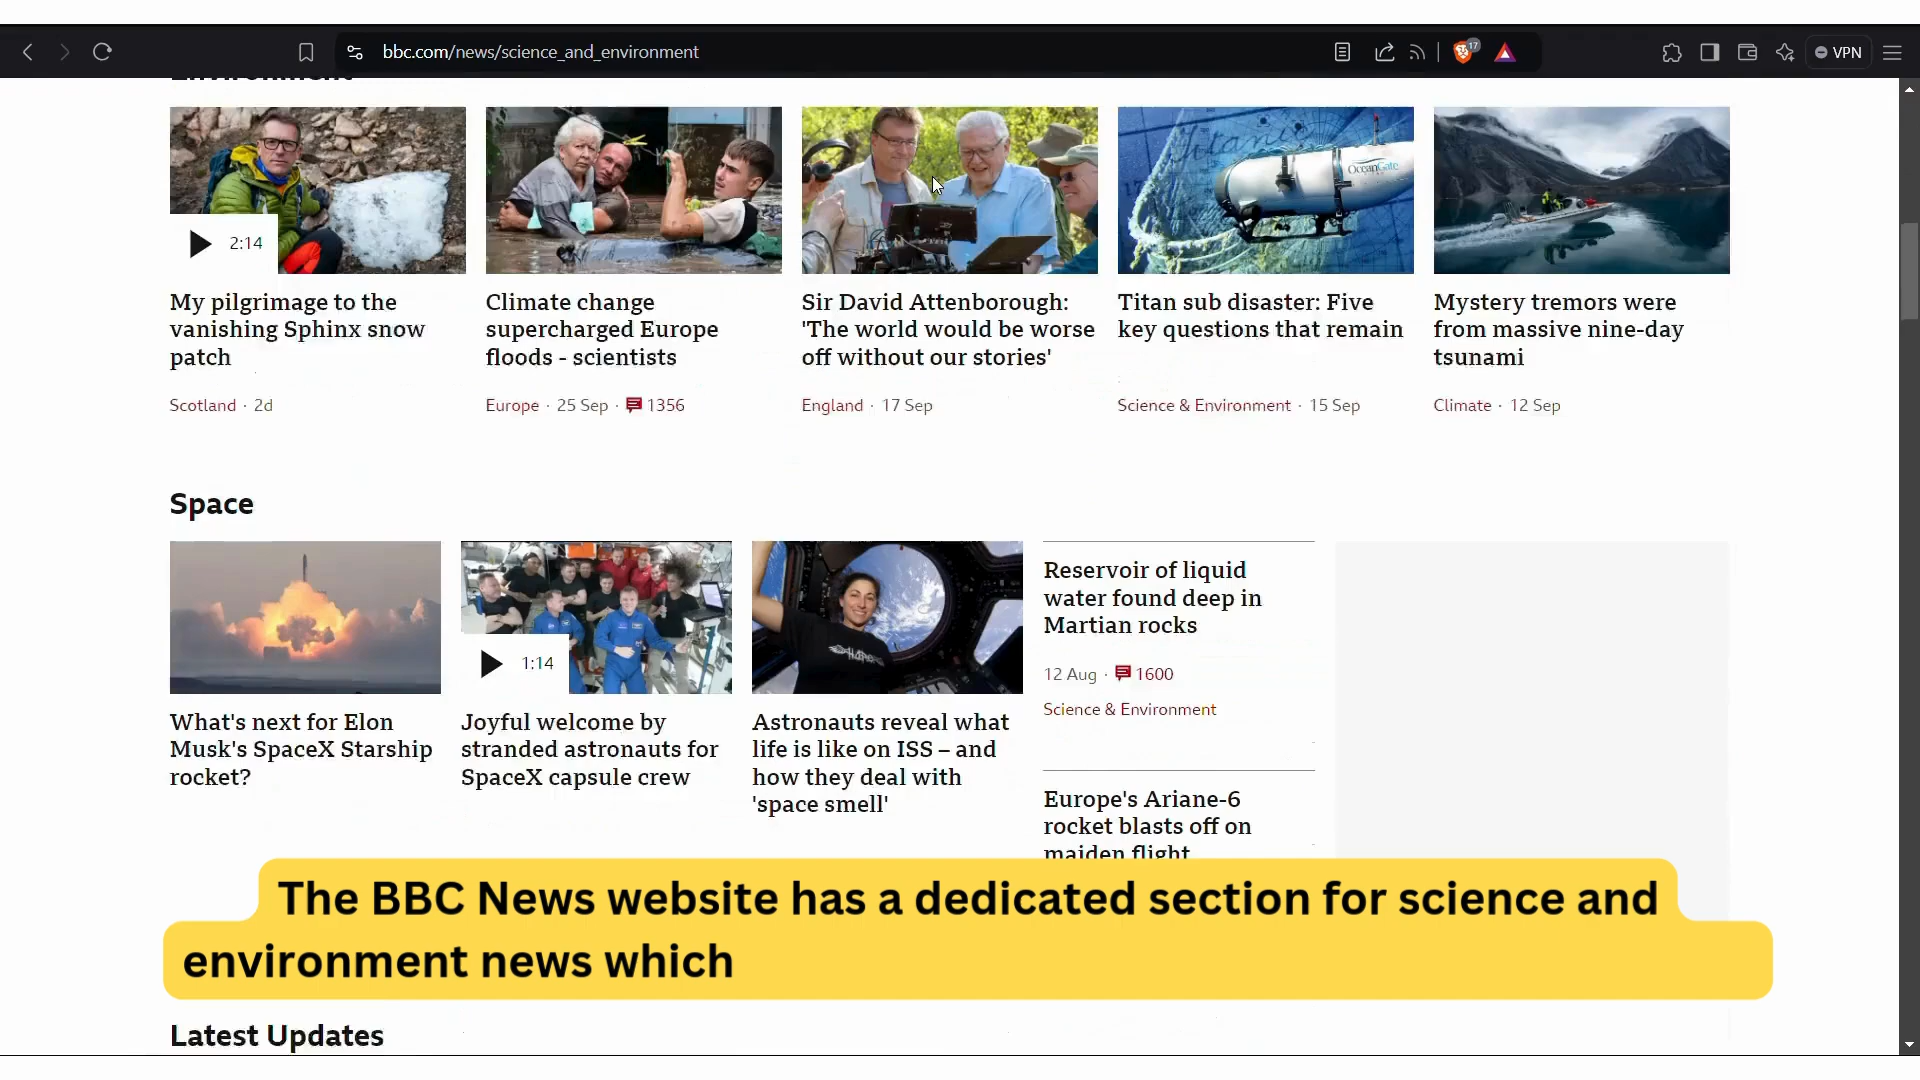 bbc.com/news/science_and_environment
17
VPN
Environment
2:14
OceanGate
My pilgrimage to the
vanishing Sphinx snow
patch
Scotland · 2d
Climate change
supercharged Europe
floods - scientists
Europe · 25 Sep · 1356
Sir David Attenborough:
'The world would be worse
off without our stories'
England · 17 Sep
Titan sub disaster: Five
key questions that remain
Science & Environment · 15 Sep
Mystery tremors were
from massive nine-day
tsunami
Climate · 12 Sep
Space
What's next for Elon
Musk's SpaceX Starship
rocket?
1:14
Joyful welcome by
stranded astronauts for
SpaceX capsule crew
Astronauts reveal what
life is like on ISS – and
how they deal with
'space smell'
Reservoir of liquid
water found deep in
Martian rocks
12 Aug · 1600
Science & Environment
Europe's Ariane-6
rocket blasts off on
maiden flight
The BBC News website has a dedicated section for science and
environment news which
Latest Updates